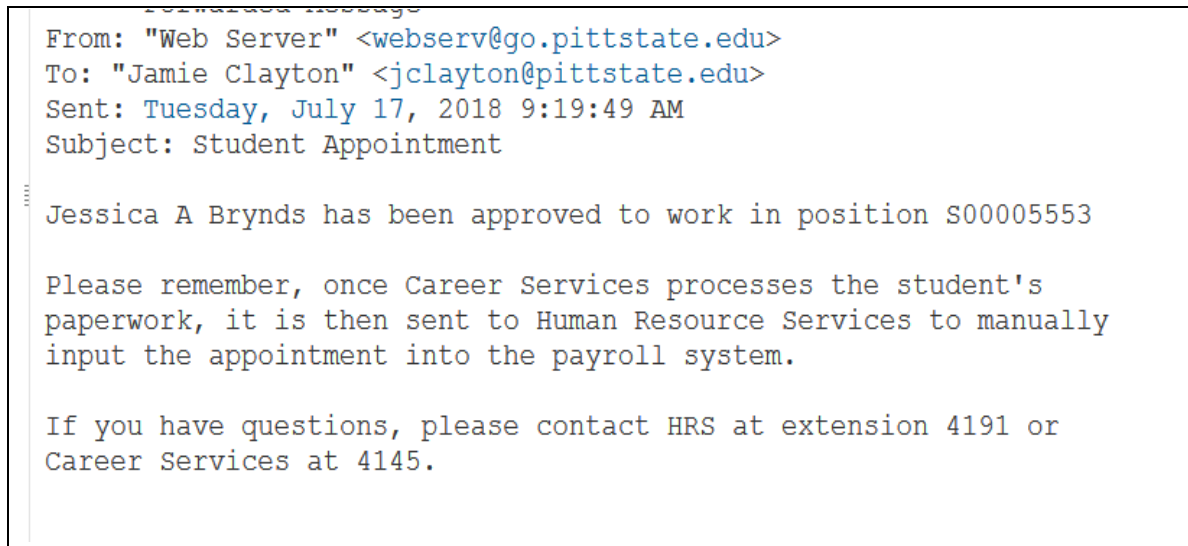 Forwarded Message
From: "Web Server" <webserv@go.pittstate.edu>
To: "Jamie Clayton" <jclayton@pittstate.edu>
Sent: Tuesday, July 17, 2018 9:19:49 AM
Subject: Student Appointment
Jessica A Brynds has been approved to work in position S00005553
Please remember, once Career Services processes the student's
paperwork, it is then sent to Human Resource Services to manually
input the appointment into the payroll system.
If you have questions, please contact HRS at extension 4191 or
Career Services at 4145.